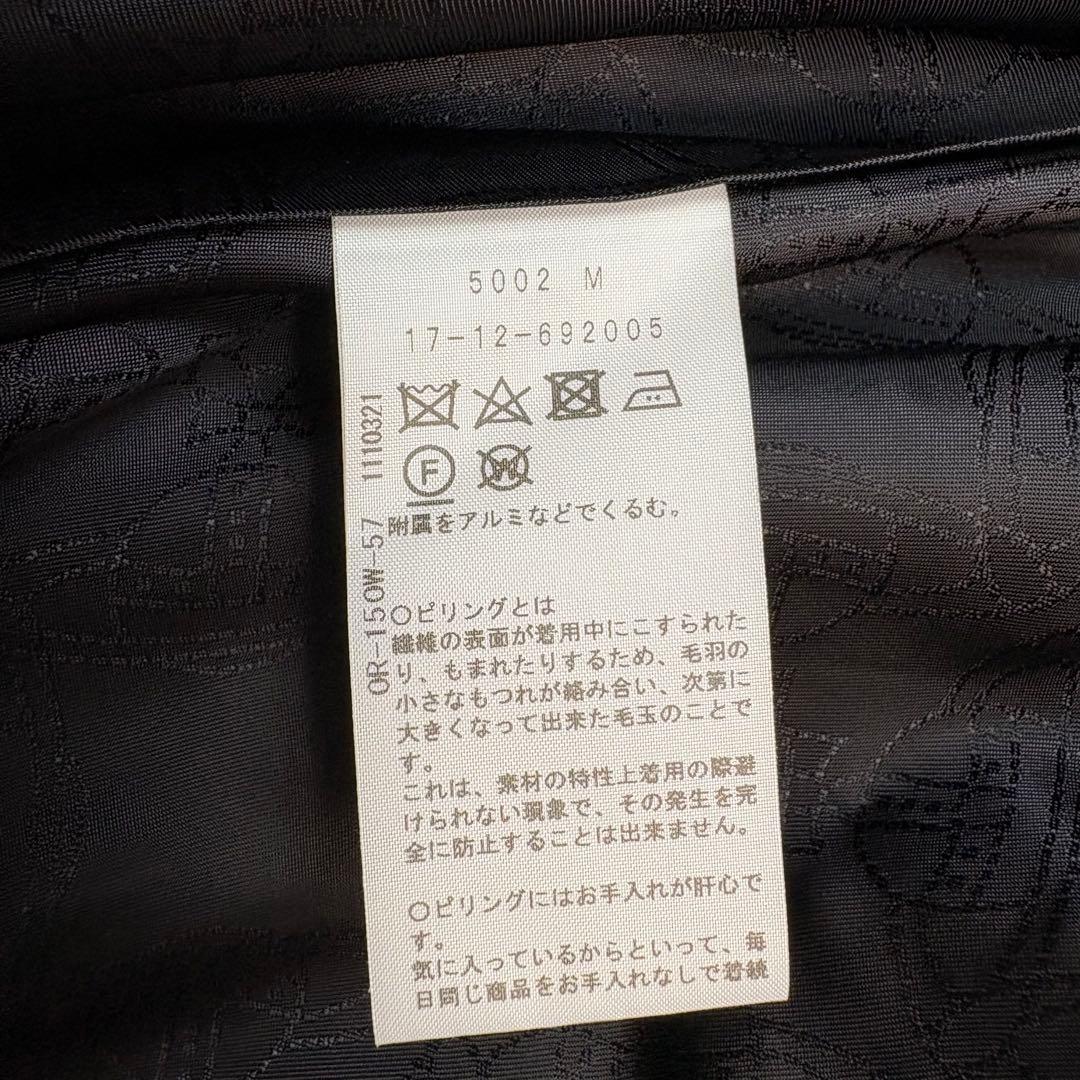 5002 M
17-12-692005
1110321
F
W
附属をアルミなどでくるむ。
OR-150W-57
○ピリングとは
繊維の表面が着用中にこすられた
り、もまれたりするため、毛羽の
小さなもつれが絡み合い、次第に
大きくなって出来た毛玉のことで
す。
これは、素材の特性上着用の際避
けられない現象で、その発生を完
全に防止することは出来ません。
○ピリングにはお手入れが肝心で
す。
気に入っているからといって、毎
日同じ商品をお手入れなしで着続